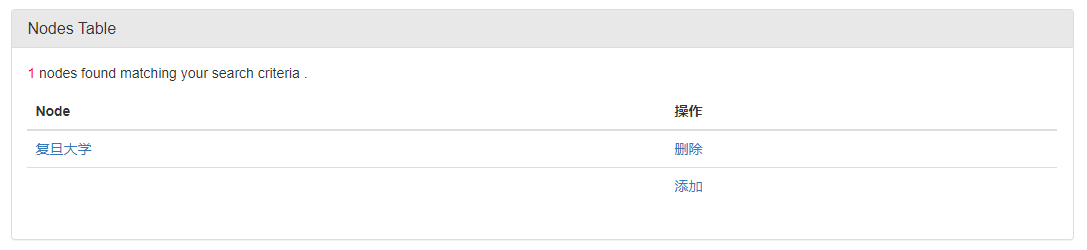 Nodes Table
1 nodes found matching your search criteria .
Node 操作
复旦大学 删除
添加